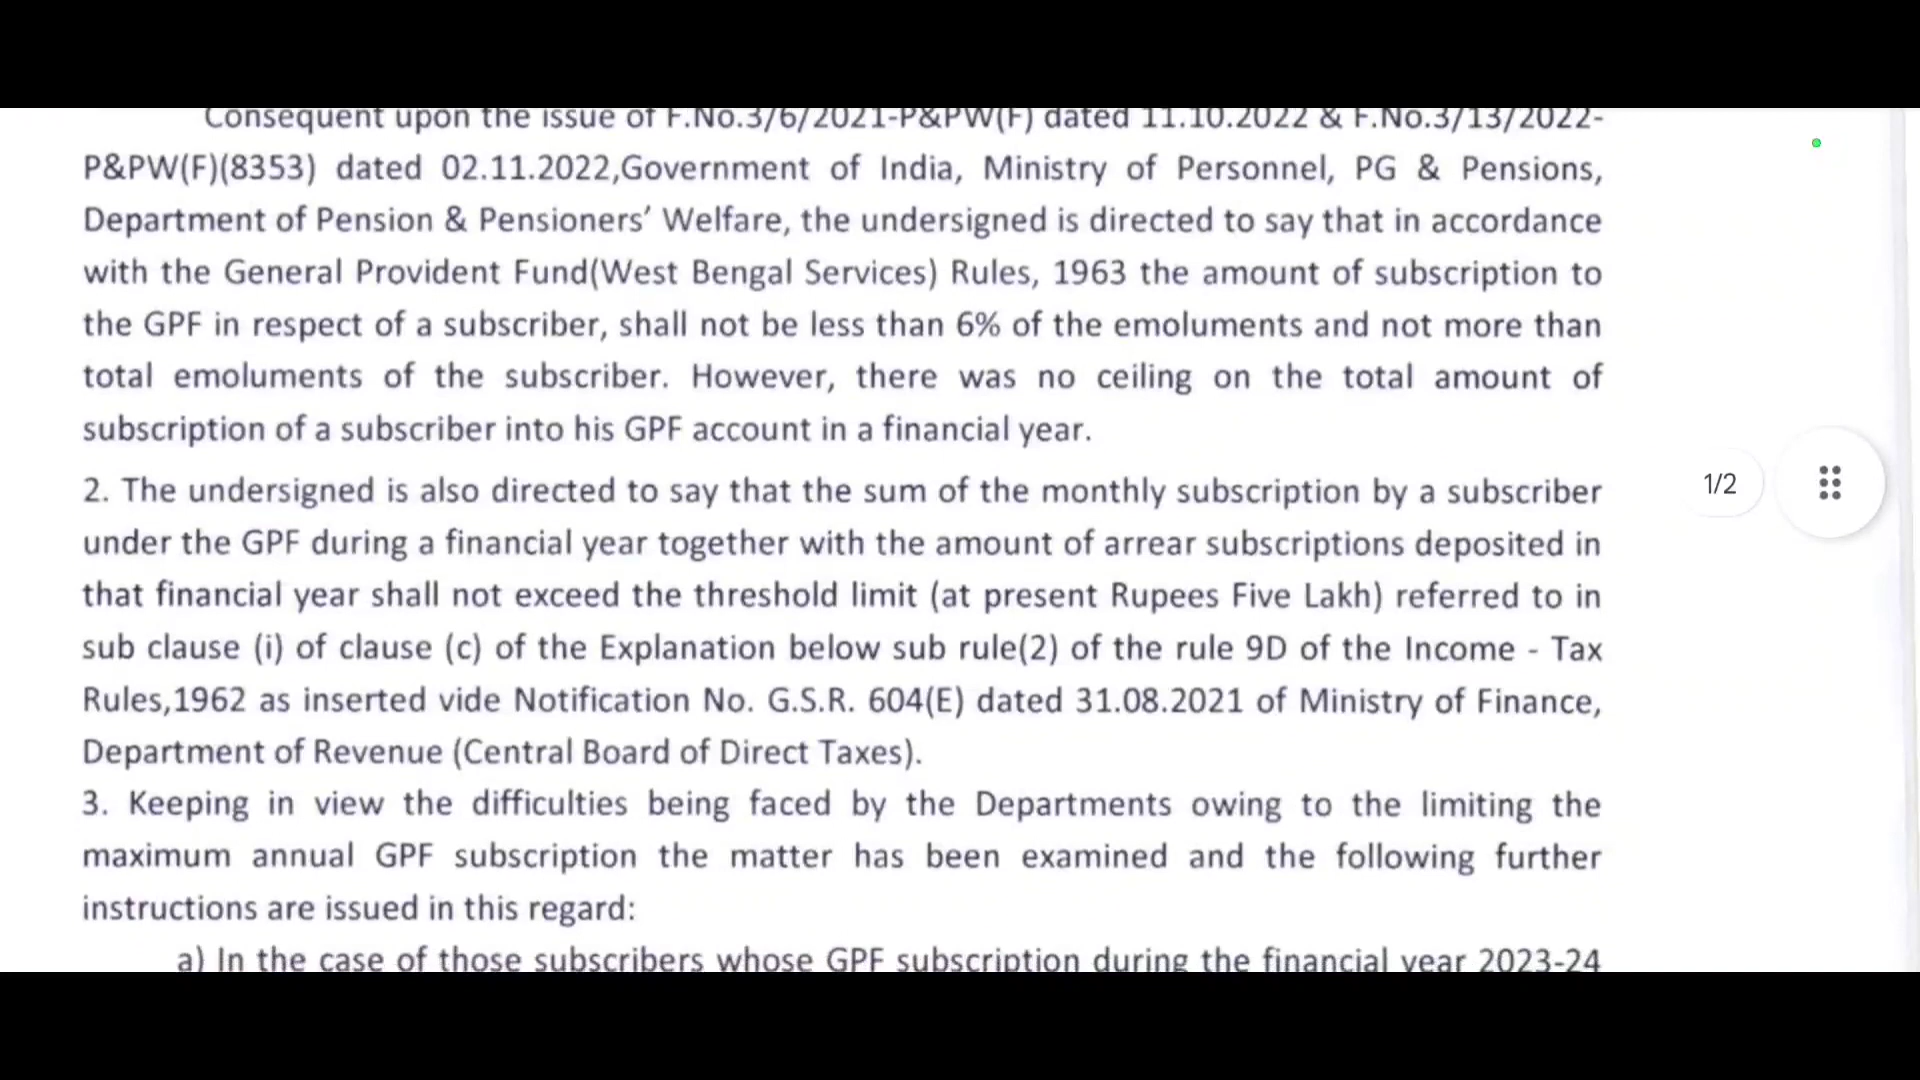 Consequent upon the issue of F.No.3/6/2021-P&PW(F) dated 11.10.2022 & F.No.3/13/2022-
P&PW(F)(8353) dated 02.11.2022,Government of India, Ministry of Personnel, PG & Pensions,
Department of Pension & Pensioners' Welfare, the undersigned is directed to say that in accordance
with the General Provident Fund(West Bengal Services) Rules, 1963 the amount of subscription to
the GPF in respect of a subscriber, shall not be less than 6% of the emoluments and not more than
total emoluments of the subscriber. However, there was no ceiling on the total amount of
subscription of a subscriber into his GPF account in a financial year.
2. The undersigned is also directed to say that the sum of the monthly subscription by a subscriber
under the GPF during a financial year together with the amount of arrear subscriptions deposited in
that financial year shall not exceed the threshold limit (at present Rupees Five Lakh) referred to in
sub clause (i) of clause (c) of the Explanation below sub rule(2) of the rule 9D of the Income - Tax
Rules,1962 as inserted vide Notification No. G.S.R. 604(E) dated 31.08.2021 of Ministry of Finance,
Department of Revenue (Central Board of Direct Taxes).
3. Keeping in view the difficulties being faced by the Departments owing to the limiting the
maximum annual GPF subscription the matter has been examined and the following further
instructions are issued in this regard:
a) In the case of those subscribers whose GPF subscription during the financial year 2023-24
1/2